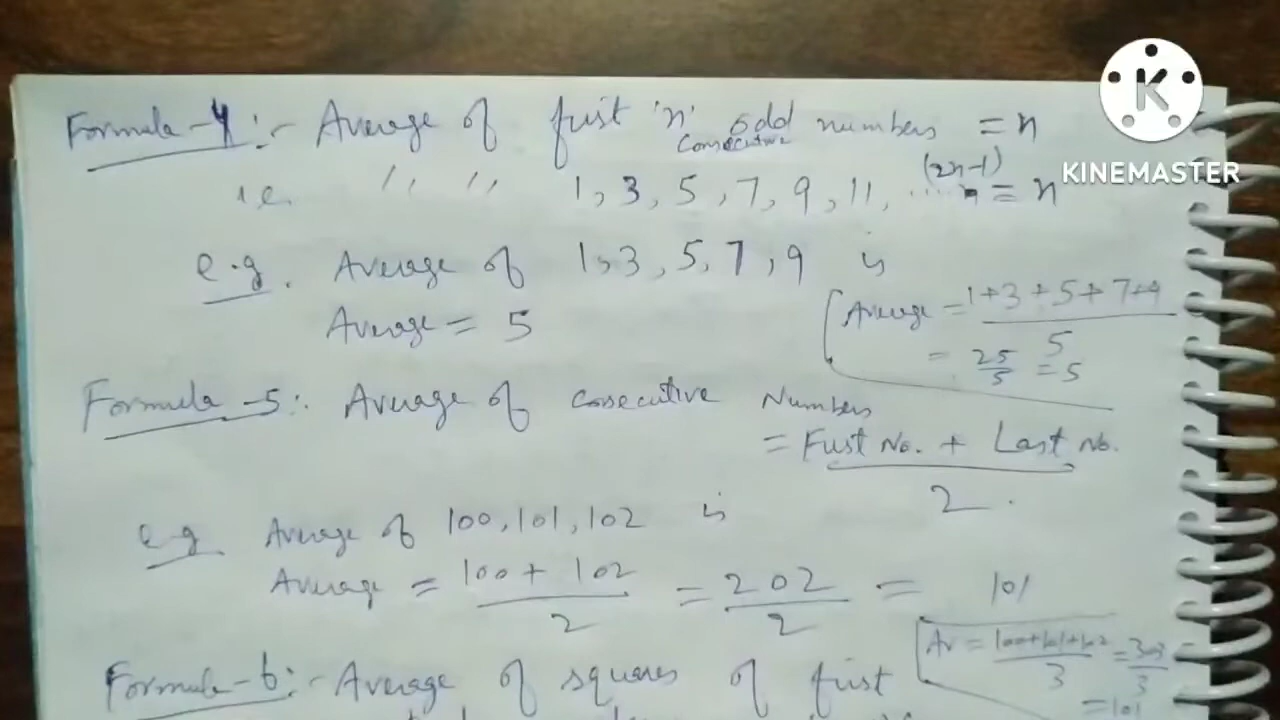 Formula-4:- Average of first 'n' odd numbers = n
Consecutive
i.e. ,, ,, 1, 3, 5, 7, 9, 11, .... (2n-1) = n
e.g. Average of 1, 3, 5, 7, 9 is
Average = 5
Average = 1+3+5+7+9
5
= 25/5 = 5
Formula-5:. Average of consecutive Numbers
= First No. + Last No.
2.
e.g. Average of 100, 101, 102 is
Average = 100 + 102 / 2 = 202 / 2 = 101
Av = 100+101+102 / 3 = 303 / 3
= 101
Formula-6:- Average of squares of first
K
KINEMASTER